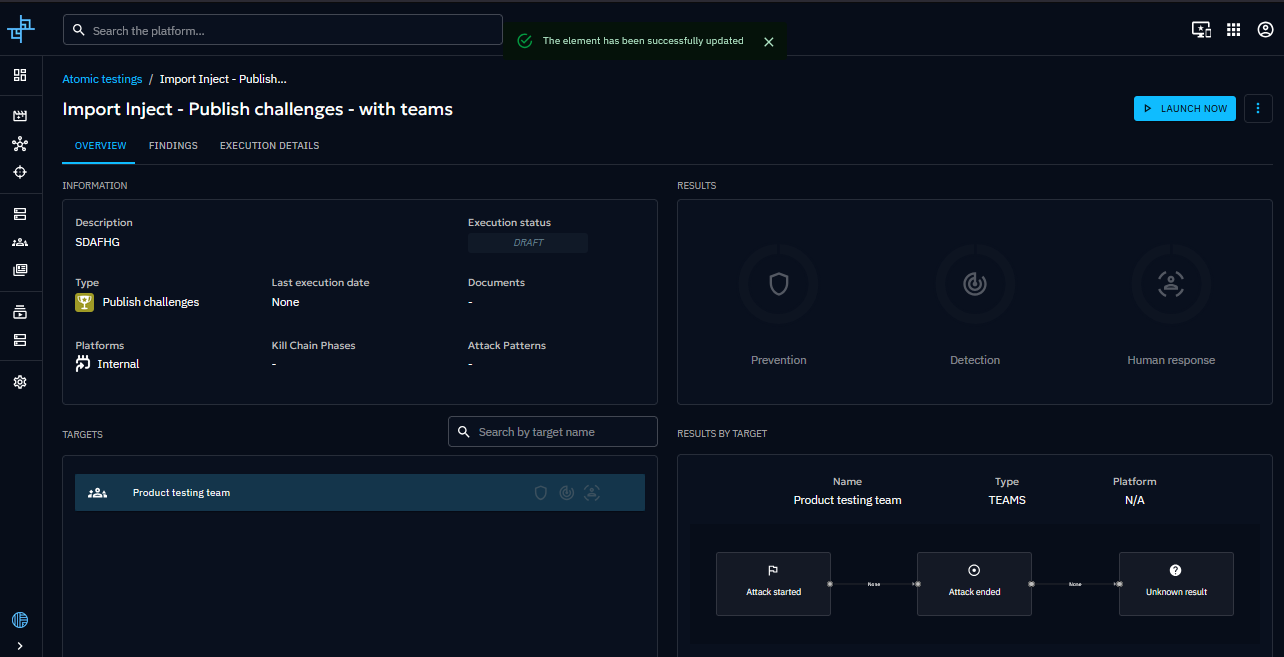 Search the platform...
The element has been successfully updated
Atomic testings / Import Inject - Publish...
Import Inject - Publish challenges - with teams
LAUNCH NOW
OVERVIEW FINDINGS EXECUTION DETAILS
INFORMATION
Description
SDAFHG
Execution status
DRAFT
Type
Publish challenges
Last execution date
None
Documents
-
Platforms
Internal
Kill Chain Phases
-
Attack Patterns
-
RESULTS
Prevention
Detection
Human response
TARGETS
Search by target name
Product testing team
RESULTS BY TARGET
Name
Product testing team
Type
TEAMS
Platform
N/A
Attack started
None
Attack ended
None
Unknown result